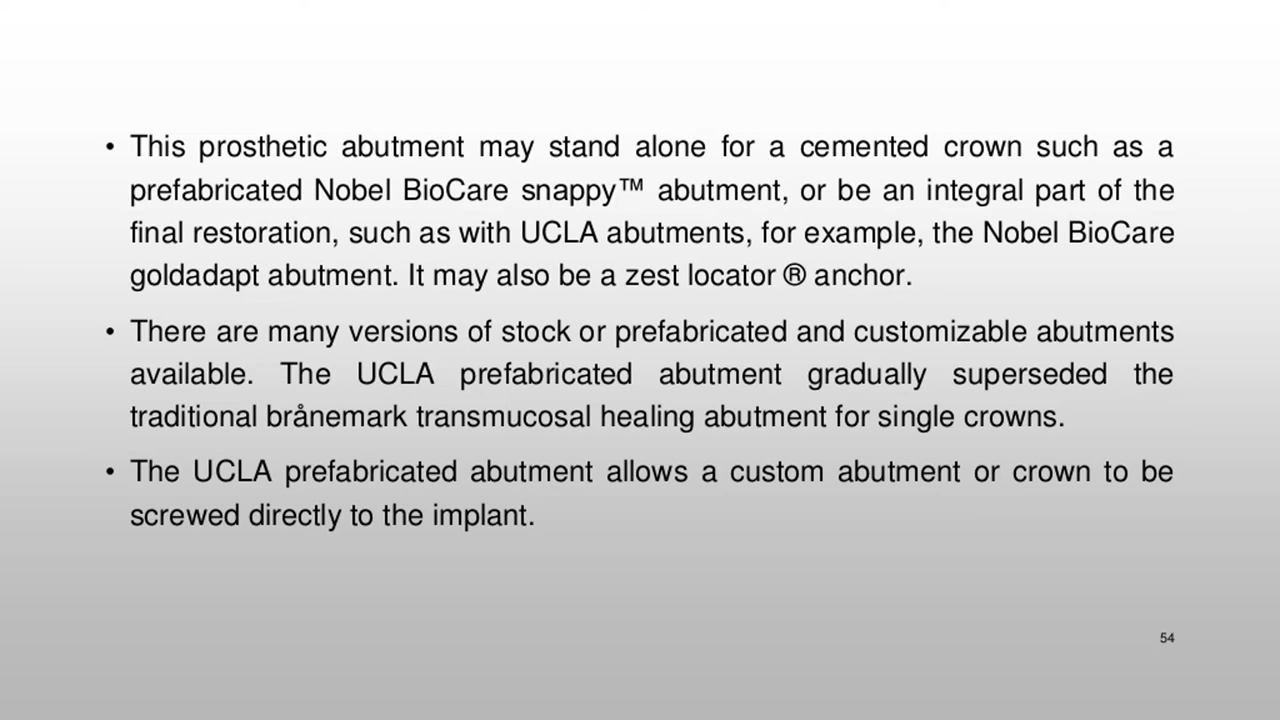 • This prosthetic abutment may stand alone for a cemented crown such as a
prefabricated Nobel BioCare snappy™ abutment, or be an integral part of the
final restoration, such as with UCLA abutments, for example, the Nobel BioCare
goldadapt abutment. It may also be a zest locator ® anchor.
• There are many versions of stock or prefabricated and customizable abutments
available. The UCLA prefabricated abutment gradually superseded the
traditional brånemark transmucosal healing abutment for single crowns.
• The UCLA prefabricated abutment allows a custom abutment or crown to be
screwed directly to the implant.
54